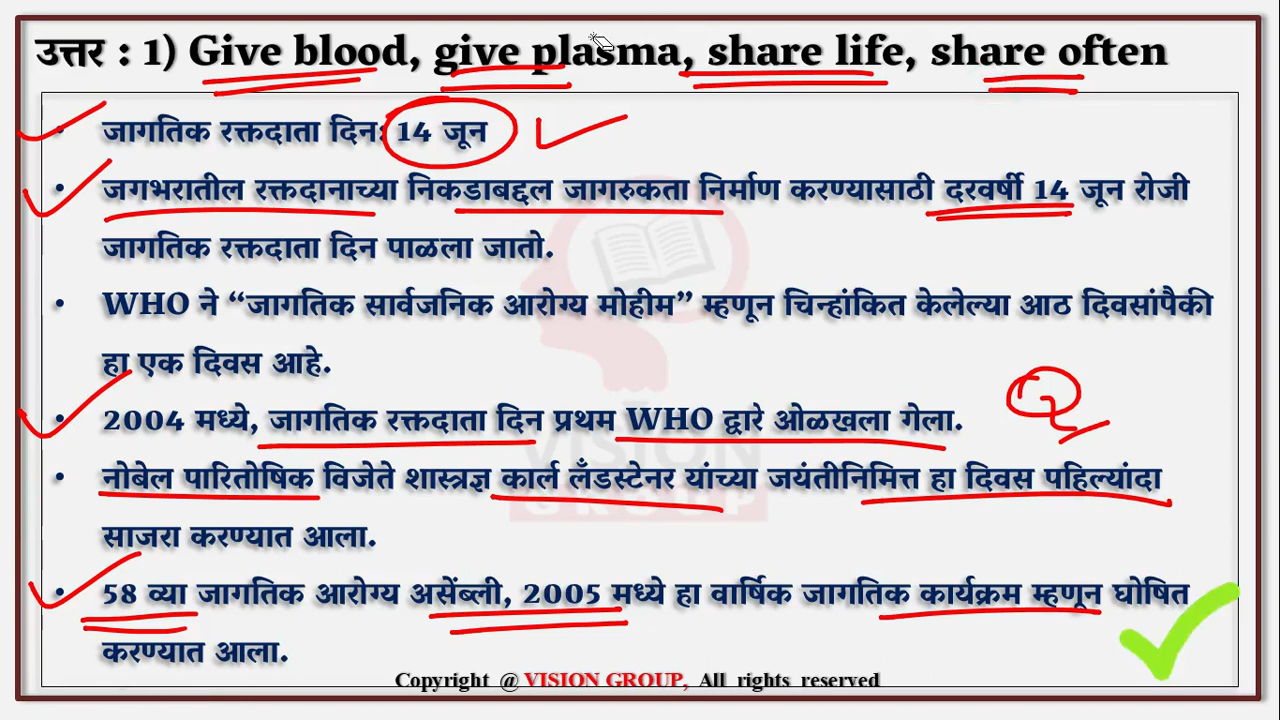 उत्तर : 1) Give blood, give plasma, share life, share often
• जागतिक रक्तदाता दिन: 14 जून
• जगभरातील रक्तदानाच्या निकडाबद्दल जागरुकता निर्माण करण्यासाठी दरवर्षी 14 जून रोजी
जागतिक रक्तदाता दिन पाळला जातो.
• WHO ने “जागतिक सार्वजनिक आरोग्य मोहीम” म्हणून चिन्हांकित केलेल्या आठ दिवसांपैकी
हा एक दिवस आहे.
• 2004 मध्ये, जागतिक रक्तदाता दिन प्रथम WHO द्वारे ओळखला गेला.
• नोबेल पारितोषिक विजेते शास्त्रज्ञ कार्ल लँडस्टेनर यांच्या जयंतीनिमित्त हा दिवस पहिल्यांदा
साजरा करण्यात आला.
• 58 व्या जागतिक आरोग्य असेंब्ली, 2005 मध्ये हा वार्षिक जागतिक कार्यक्रम म्हणून घोषित
करण्यात आला.
VISION
GROUP
Copyright @ VISION GROUP, All rights reserved